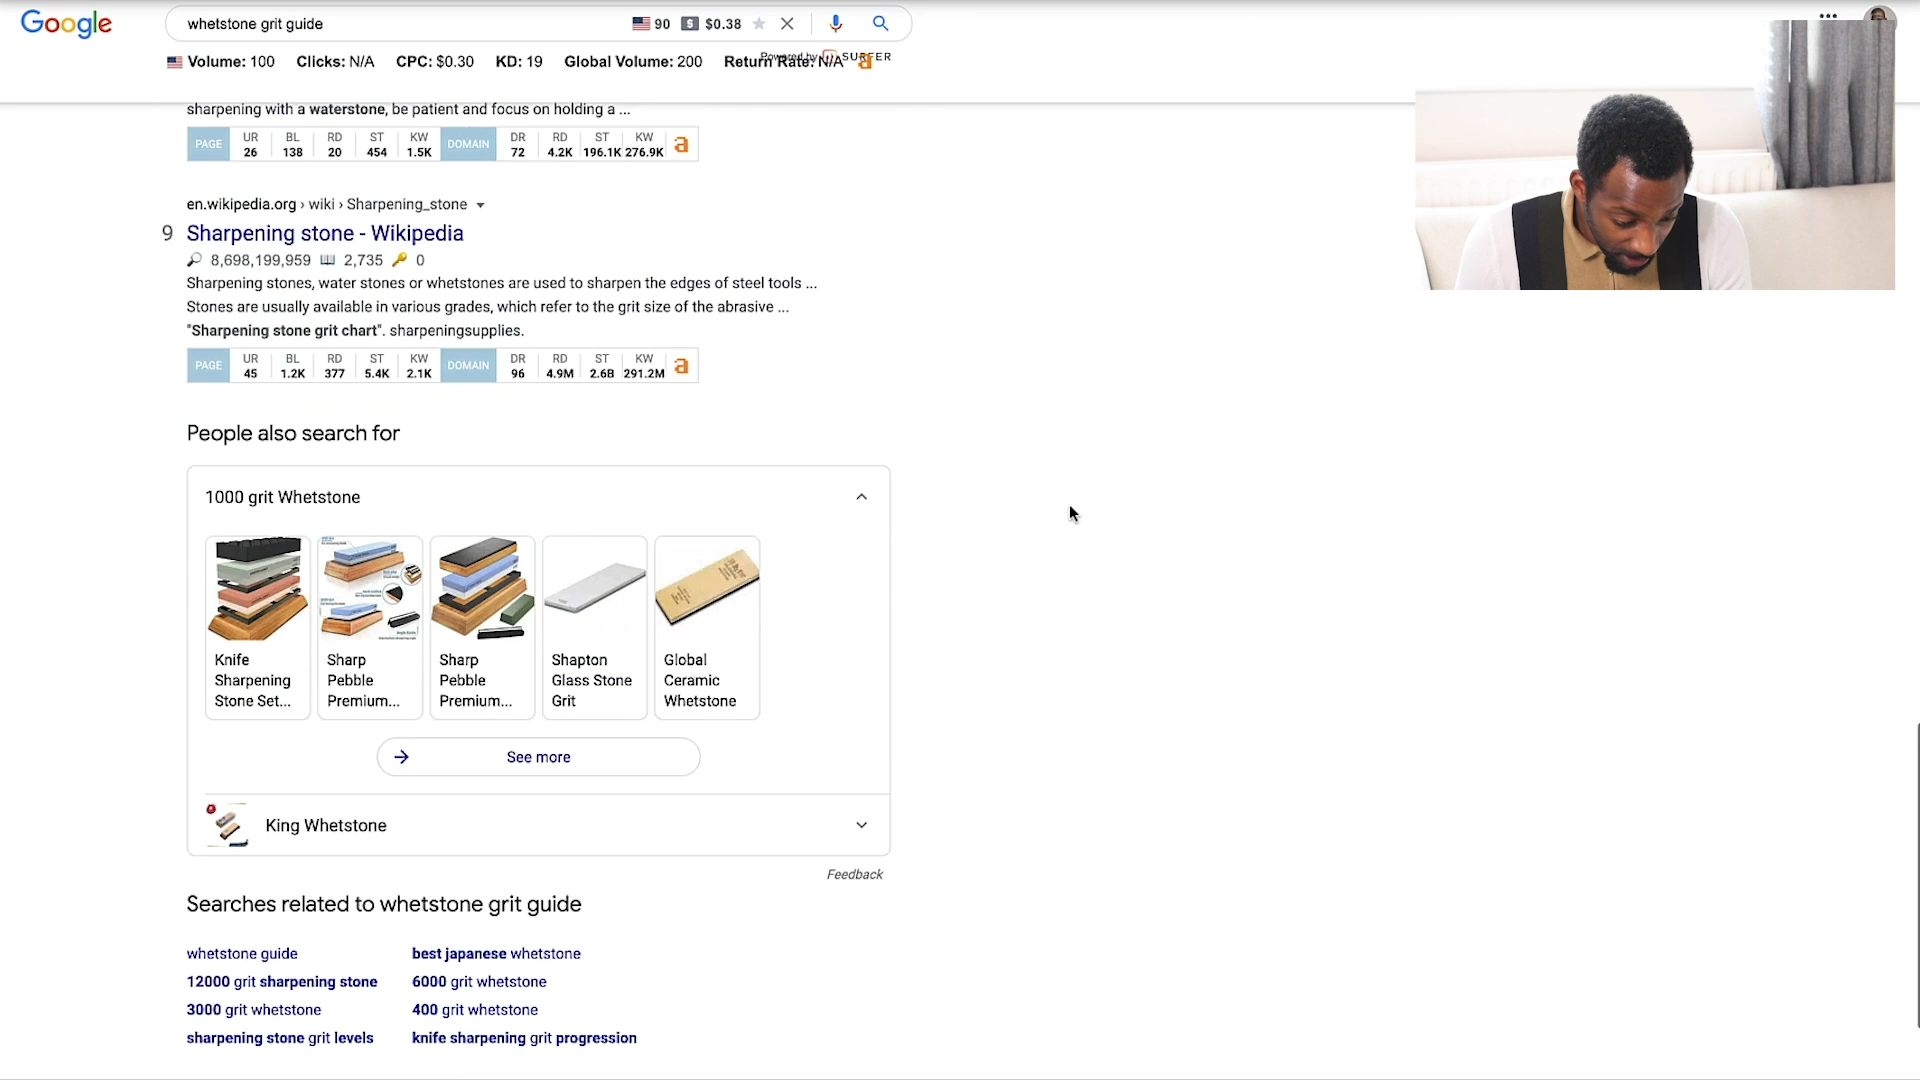 Google
whetstone grit guide
90 $ $0.38
Powered by SURFER
Volume: 100 Clicks: N/A CPC: $0.30 KD: 19 Global Volume: 200 Return Rate: N/A
sharpening with a waterstone, be patient and focus on holding a ...
PAGE UR 26 BL 138 RD 20 ST 454 KW 1.5K DOMAIN DR 72 RD 4.2K ST 196.1K KW 276.9K
en.wikipedia.org › wiki › Sharpening_stone
9 Sharpening stone - Wikipedia
8,698,199,959 2,735 0
Sharpening stones, water stones or whetstones are used to sharpen the edges of steel tools ...
Stones are usually available in various grades, which refer to the grit size of the abrasive ...
"Sharpening stone grit chart". sharpeningsupplies.
PAGE UR 45 BL 1.2K RD 377 ST 5.4K KW 2.1K DOMAIN DR 96 RD 4.9M ST 2.6B KW 291.2M
People also search for
1000 grit Whetstone
Knife Sharpening Stone Set...
Sharp Pebble Premium...
Sharp Pebble Premium...
Shapton Glass Stone Grit
Global Ceramic Whetstone
See more
King Whetstone
Feedback
Searches related to whetstone grit guide
whetstone guide
best japanese whetstone
12000 grit sharpening stone
6000 grit whetstone
3000 grit whetstone
400 grit whetstone
sharpening stone grit levels
knife sharpening grit progression